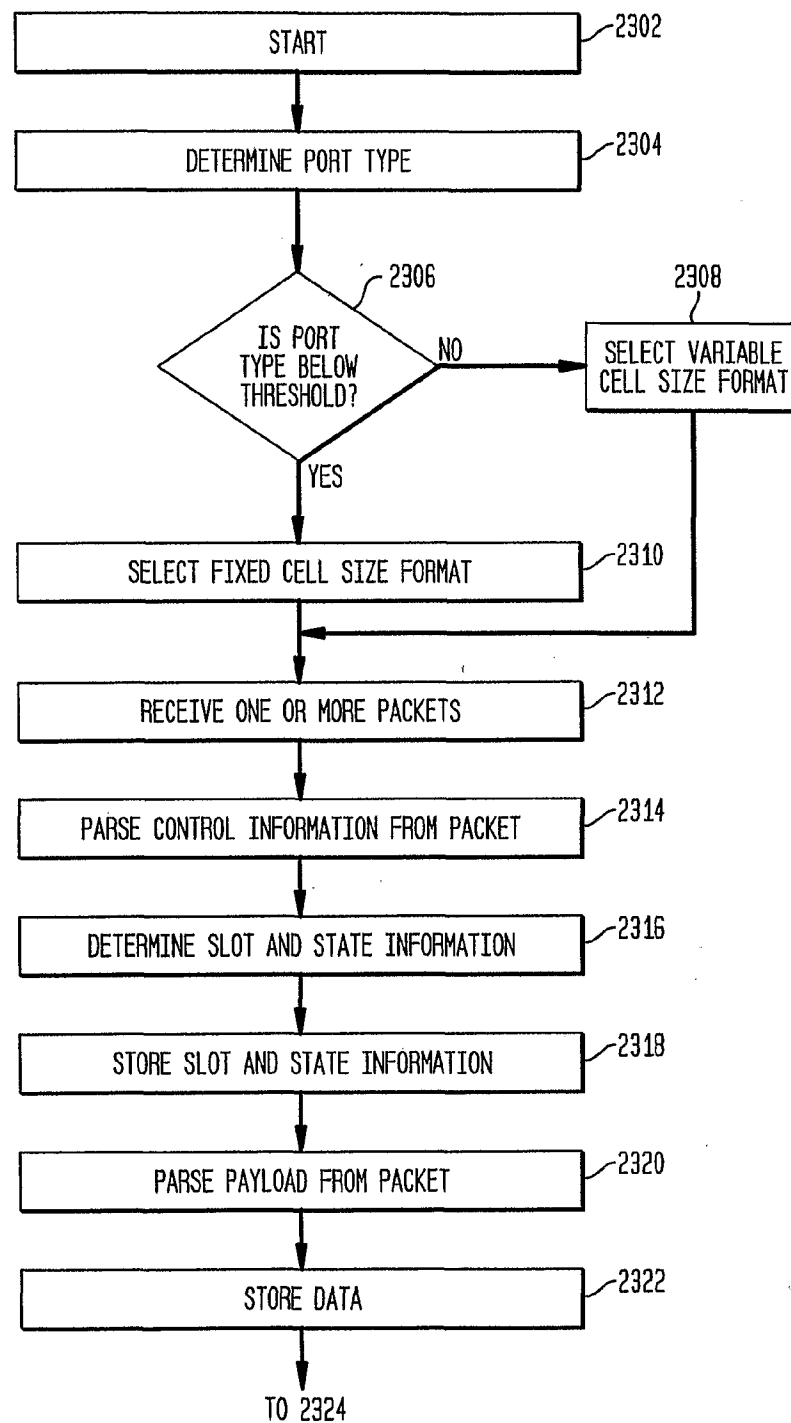 START
2302
DETERMINE PORT TYPE
2304
2306
IS PORT
TYPE BELOW
THRESHOLD?
NO
YES
2308
SELECT VARIABLE
CELL SIZE FORMAT
SELECT FIXED CELL SIZE FORMAT
2310
RECEIVE ONE OR MORE PACKETS
2312
PARSE CONTROL INFORMATION FROM PACKET
2314
DETERMINE SLOT AND STATE INFORMATION
2316
STORE SLOT AND STATE INFORMATION
2318
PARSE PAYLOAD FROM PACKET
2320
STORE DATA
2322
TO 2324